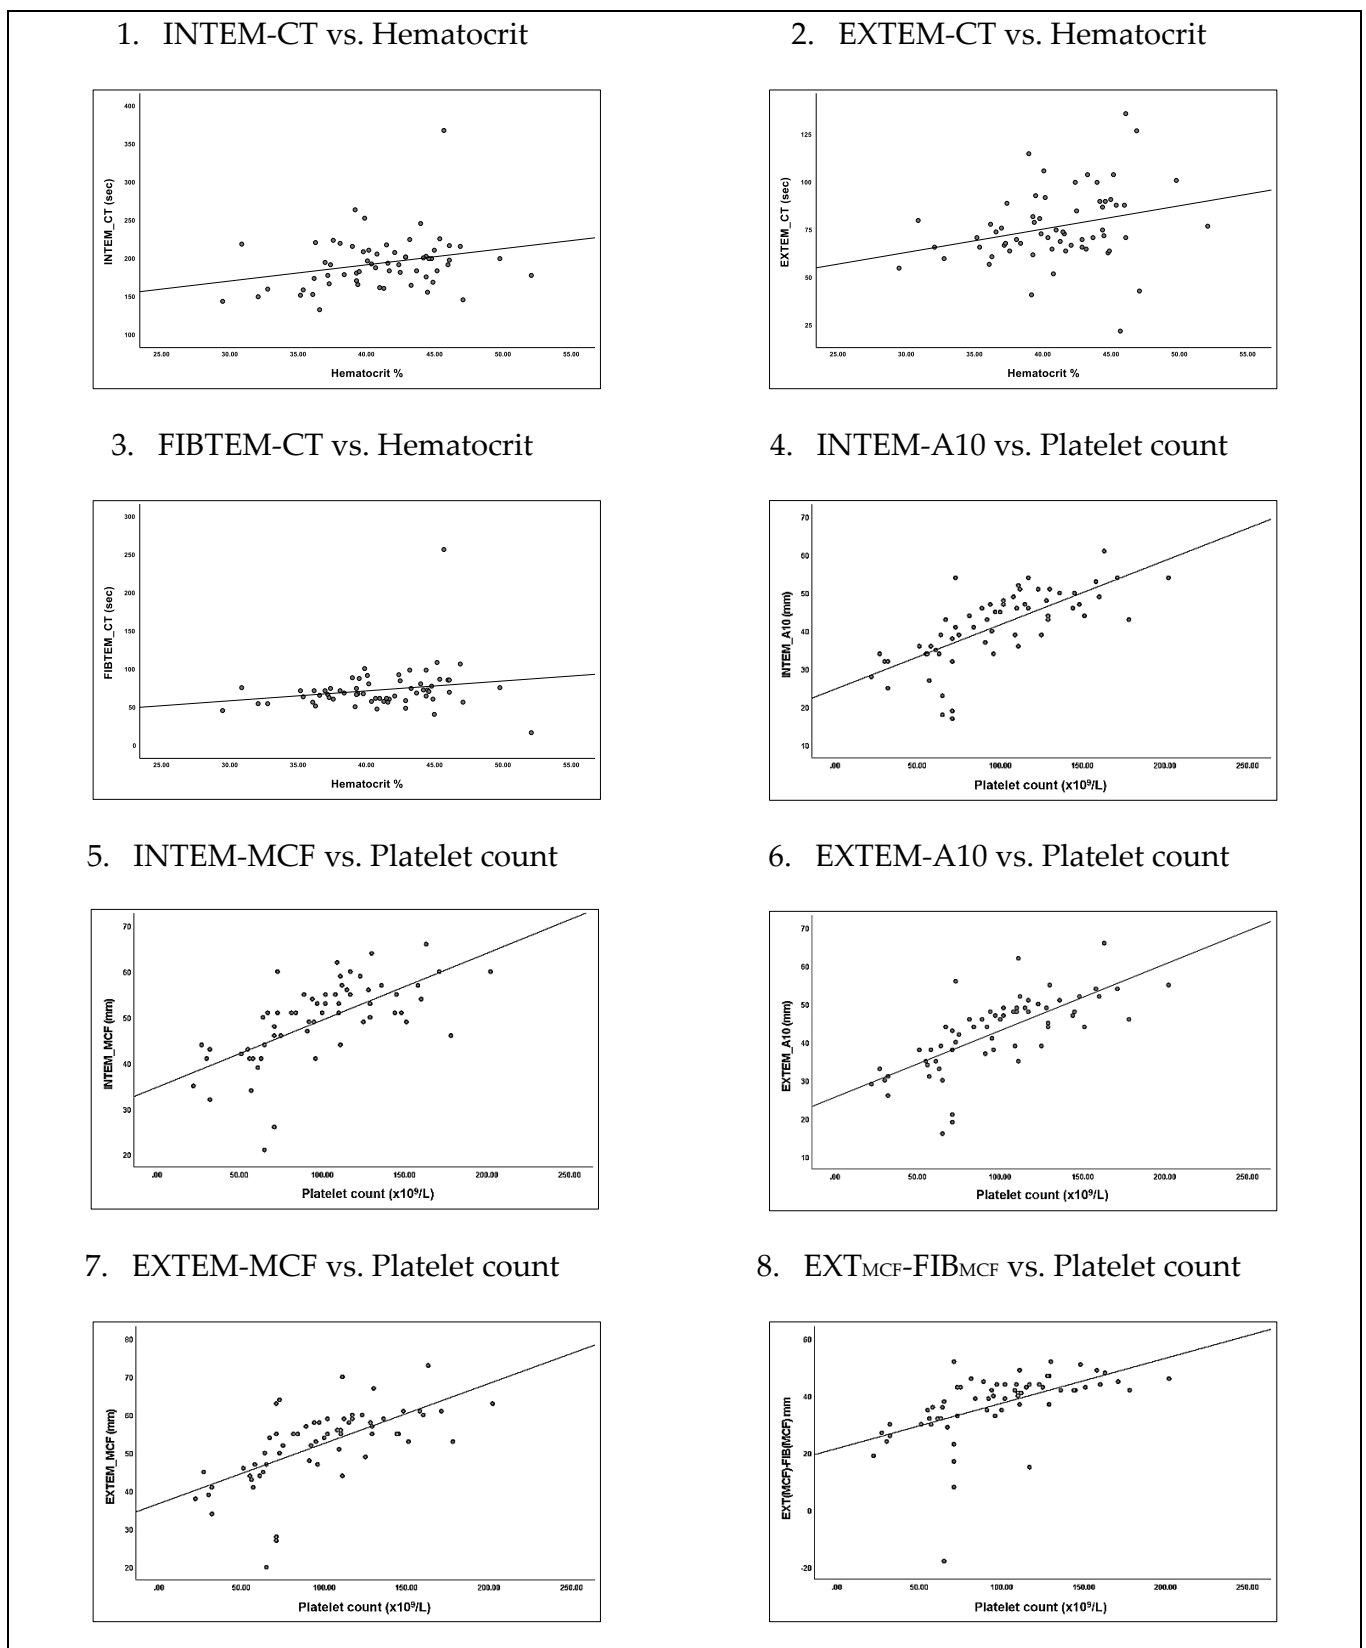 1. INTEM-CT vs. Hematocrit
400
350
300
250
200
150
100
INTEM_CT (sec)
25.00 30.00 35.00 40.00 45.00 50.00 55.00
Hematocrit %
2. EXTEM-CT vs. Hematocrit
125
100
75
50
25
EXTEM_CT (sec)
25.00 30.00 35.00 40.00 45.00 50.00 55.00
Hematocrit %
3. FIBTEM-CT vs. Hematocrit
300
250
200
150
100
50
0
FIBTEM_CT (sec)
25.00 30.00 35.00 40.00 45.00 50.00 55.00
Hematocrit %
4. INTEM-A10 vs. Platelet count
70
60
50
40
30
20
10
INTEM_A10 (mm)
.00 50.00 100.00 150.00 200.00 250.00
Platelet count (x10⁹/L)
5. INTEM-MCF vs. Platelet count
70
60
50
40
30
20
INTEM_MCF (mm)
.00 50.00 100.00 150.00 200.00 250.00
Platelet count (x10⁹/L)
6. EXTEM-A10 vs. Platelet count
70
60
50
40
30
20
10
EXTEM_A10 (mm)
.00 50.00 100.00 150.00 200.00 250.00
Platelet count (x10⁹/L)
7. EXTEM-MCF vs. Platelet count
80
70
60
50
40
30
20
EXTEM_MCF (mm)
.00 50.00 100.00 150.00 200.00 250.00
Platelet count (x10⁹/L)
8. EXTMCF-FIBMCF vs. Platelet count
60
40
20
0
-20
EXT(MCF)-FIB(MCF) mm
.00 50.00 100.00 150.00 200.00 250.00
Platelet count (x10⁹/L)